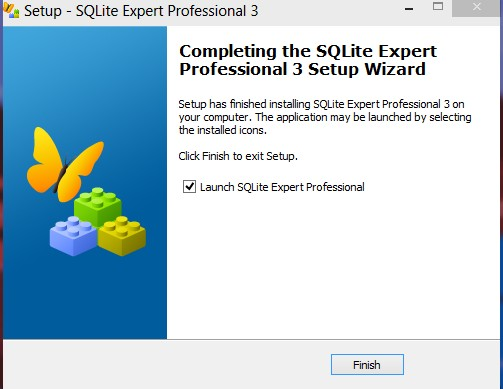 Setup - SQLite Expert Professional 3
Completing the SQLite Expert
Professional 3 Setup Wizard
Setup has finished installing SQLite Expert Professional 3 on
your computer. The application may be launched by selecting
the installed icons.
Click Finish to exit Setup.
Launch SQLite Expert Professional
Finish